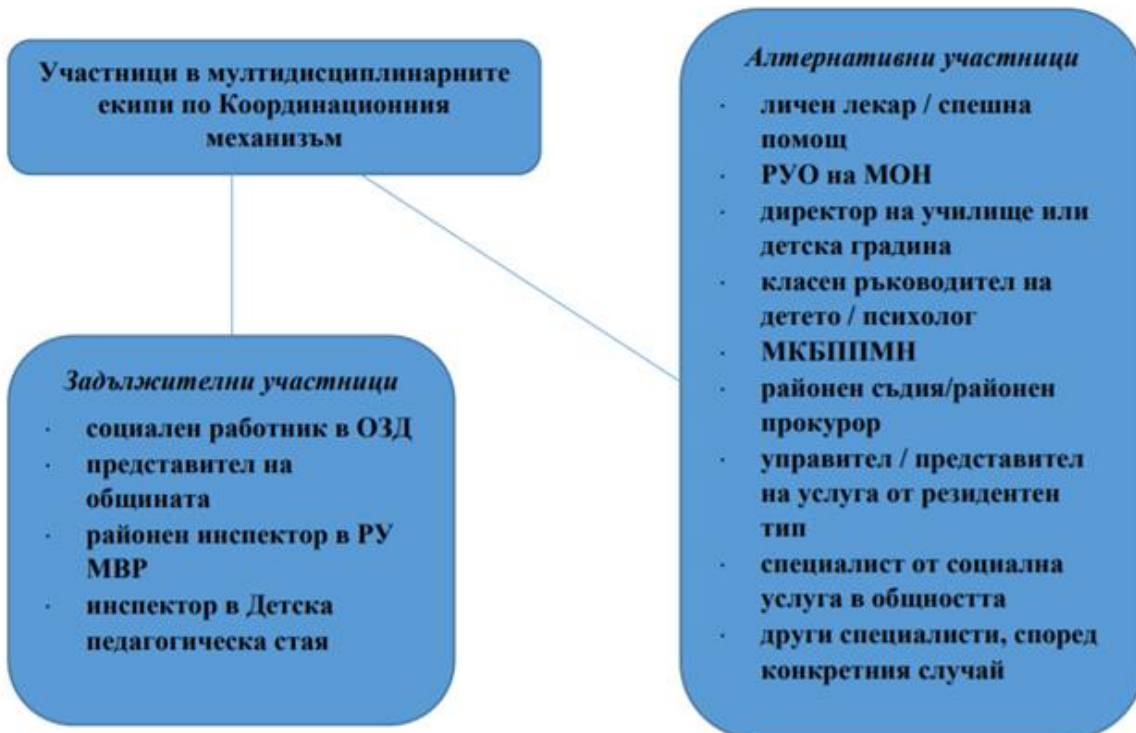 Участници в мултидисциплинарните
екипи по Координационния
механизъм
Задължителни участници
· социален работник в ОЗД
· представител на
общината
· районен инспектор в РУ
МВР
· инспектор в Детска
педагогическа стая
Алтернативни участници
· личен лекар / спешна
помощ
· РУО на МОН
· директор на училище или
детска градина
· класен ръководител на
детето / психолог
· МКБППМН
· районен съдия/районен
прокурор
· управител / представител
на услуга от резидентен
тип
· специалист от социална
услуга в общността
· други специалисти, според
конкретния случай